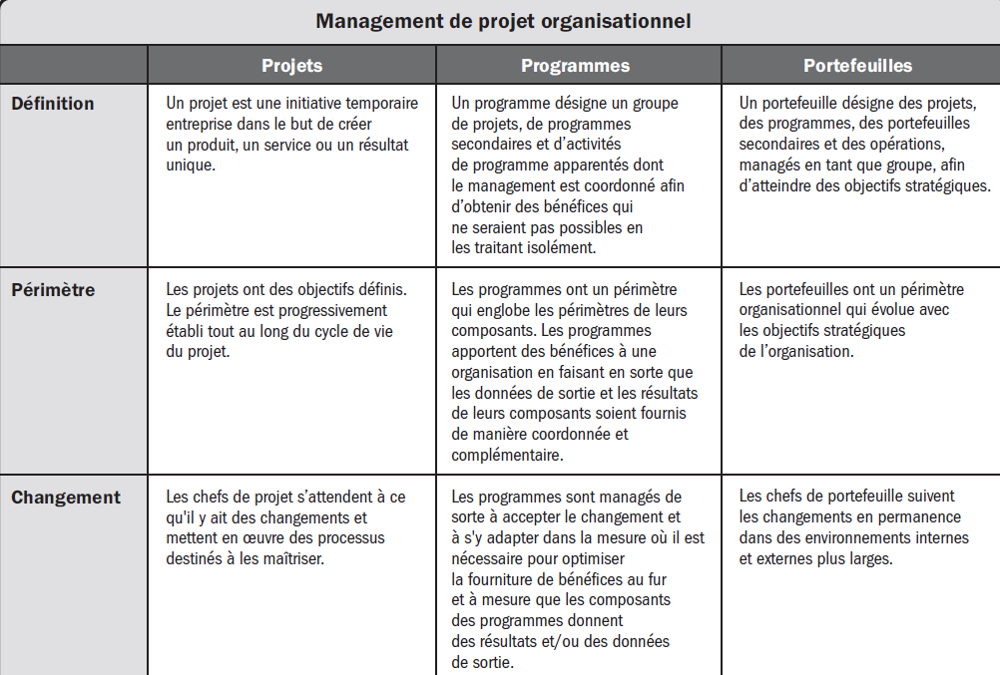 Management de projet organisationnel
Projets
Programmes
Portefeuilles
Définition
Un projet est une initiative temporaire
entreprise dans le but de créer
un produit, un service ou un résultat
unique.
Un programme désigne un groupe
de projets, de programmes
secondaires et d’activités
de programme apparentés dont
le management est coordonné afin
d’obtenir des bénéfices qui
ne seraient pas possibles en
les traitant isolément.
Un portefeuille désigne des projets,
des programmes, des portefeuilles
secondaires et des opérations,
managés en tant que groupe, afin
d’atteindre des objectifs stratégiques.
Périmètre
Les projets ont des objectifs définis.
Le périmètre est progressivement
établi tout au long du cycle de vie
du projet.
Les programmes ont un périmètre
qui englobe les périmètres de leurs
composants. Les programmes
apportent des bénéfices à une
organisation en faisant en sorte que
les données de sortie et les résultats
de leurs composants soient fournis
de manière coordonnée et
complémentaire.
Les portefeuilles ont un périmètre
organisationnel qui évolue avec
les objectifs stratégiques
de l’organisation.
Changement
Les chefs de projet s’attendent à ce
qu'il y ait des changements et
mettent en œuvre des processus
destinés à les maîtriser.
Les programmes sont managés de
sorte à accepter le changement et
à s'y adapter dans la mesure où il est
nécessaire pour optimiser
la fourniture de bénéfices au fur
et à mesure que les composants
des programmes donnent
des résultats et/ou des données
de sortie.
Les chefs de portefeuille suivent
les changements en permanence
dans des environnements internes
et externes plus larges.